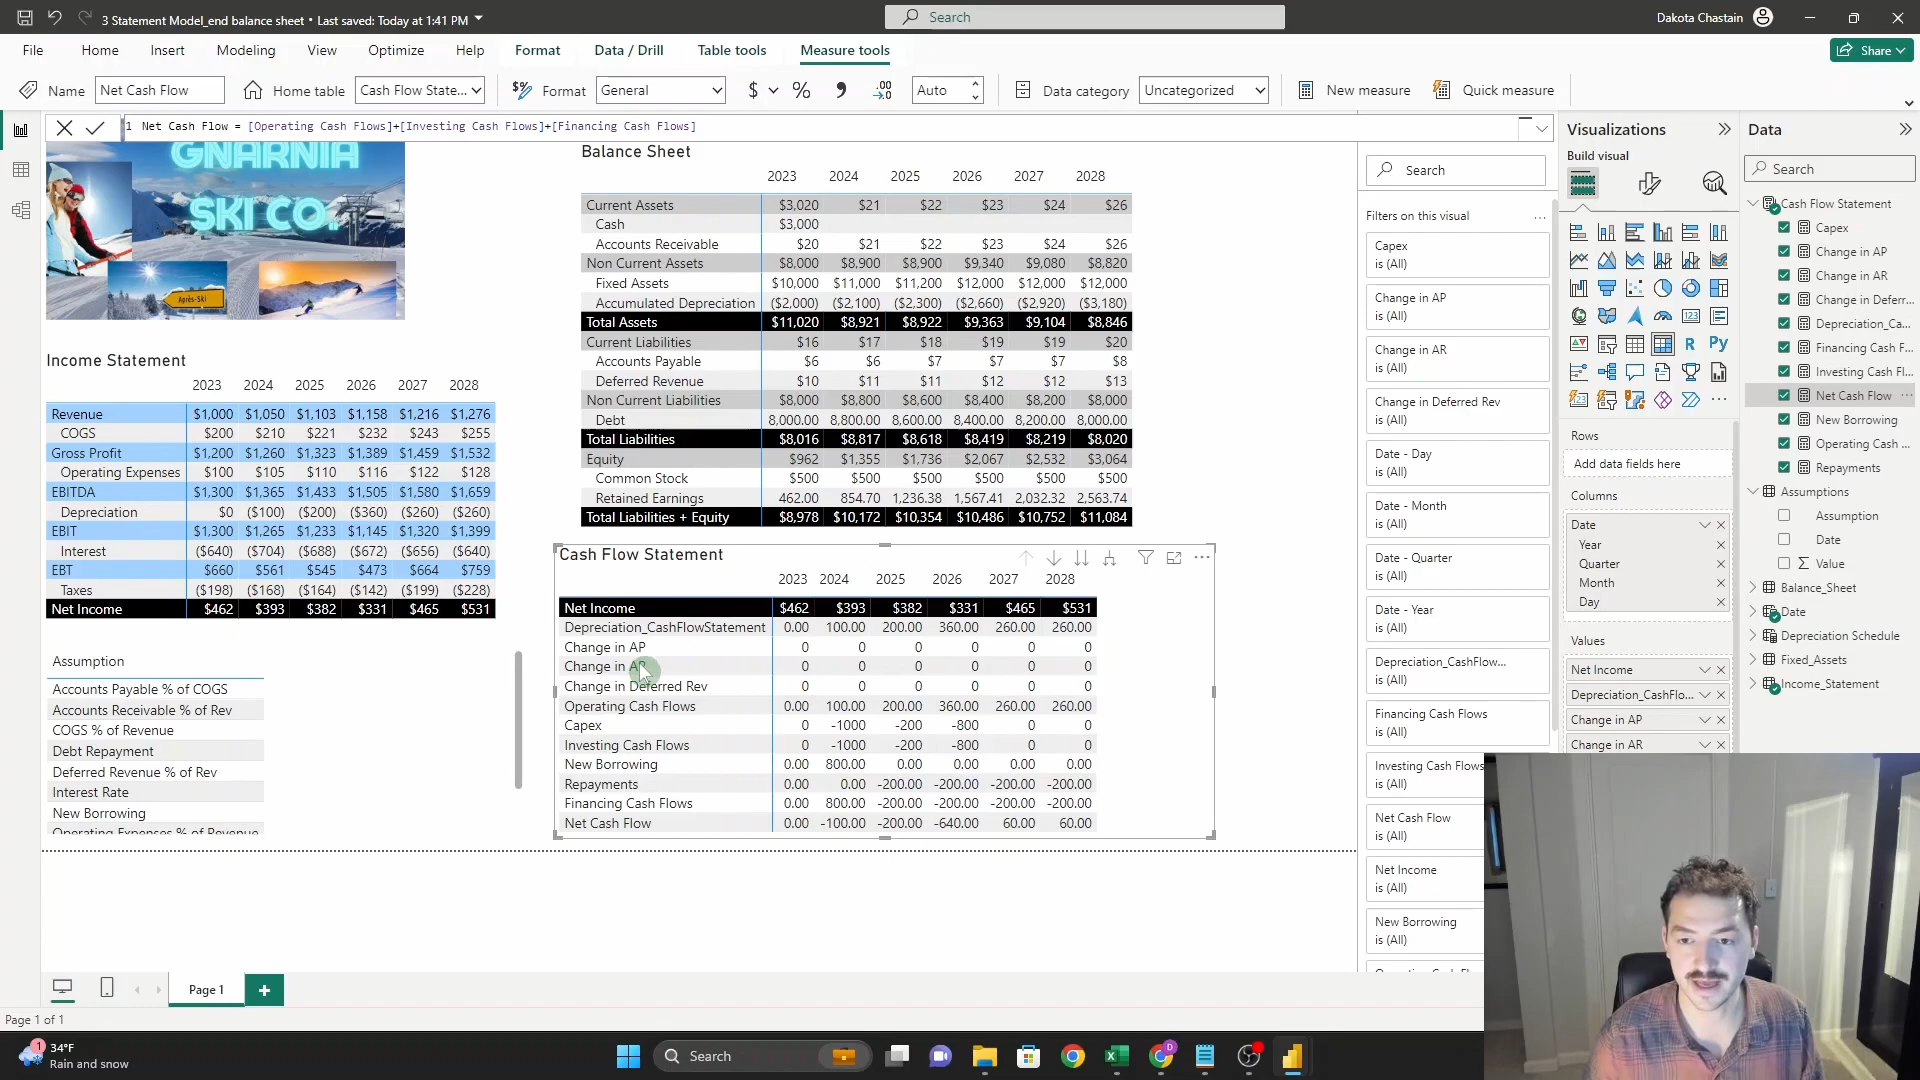 3 Statement Model_end balance sheet • Last saved: Today at 1:41 PM
Search
Dakota Chastain
File Home Insert Modeling View Optimize Help Format Data / Drill Table tools Measure tools
Share
Name Net Cash Flow Home table Cash Flow State... Format General $ % Auto Data category Uncategorized New measure Quick measure
1 Net Cash Flow = [Operating Cash Flows]+[Investing Cash Flows]+[Financing Cash Flows]
GNARNIA
SKI CO.
Après-Ski
Income Statement
2023 2024 2025 2026 2027 2028
Revenue $1,000 $1,050 $1,103 $1,158 $1,216 $1,276
COGS $200 $210 $221 $232 $243 $255
Gross Profit $1,200 $1,260 $1,323 $1,389 $1,459 $1,532
Operating Expenses $100 $105 $110 $116 $122 $128
EBITDA $1,300 $1,365 $1,433 $1,505 $1,580 $1,659
Depreciation $0 ($100) ($200) ($360) ($260) ($260)
EBIT $1,300 $1,265 $1,233 $1,145 $1,320 $1,399
Interest ($640) ($704) ($688) ($672) ($656) ($640)
EBT $660 $561 $545 $473 $664 $759
Taxes ($198) ($168) ($164) ($142) ($199) ($228)
Net Income $462 $393 $382 $331 $465 $531
Assumption
Accounts Payable % of COGS
Accounts Receivable % of Rev
COGS % of Revenue
Debt Repayment
Deferred Revenue % of Rev
Interest Rate
New Borrowing
Operating Expenses % of Revenue
Balance Sheet
2023 2024 2025 2026 2027 2028
Current Assets $3,020 $21 $22 $23 $24 $26
Cash $3,000
Accounts Receivable $20 $21 $22 $23 $24 $26
Non Current Assets $8,000 $8,900 $8,900 $9,340 $9,080 $8,820
Fixed Assets $10,000 $11,000 $11,200 $12,000 $12,000 $12,000
Accumulated Depreciation ($2,000) ($2,100) ($2,300) ($2,660) ($2,920) ($3,180)
Total Assets $11,020 $8,921 $8,922 $9,363 $9,104 $8,846
Current Liabilities $16 $17 $18 $19 $19 $20
Accounts Payable $6 $6 $7 $7 $7 $8
Deferred Revenue $10 $11 $11 $12 $12 $13
Non Current Liabilities $8,000 $8,800 $8,600 $8,400 $8,200 $8,000
Debt 8,000.00 8,800.00 8,600.00 8,400.00 8,200.00 8,000.00
Total Liabilities $8,016 $8,817 $8,618 $8,419 $8,219 $8,020
Equity $962 $1,355 $1,736 $2,067 $2,532 $3,064
Common Stock $500 $500 $500 $500 $500 $500
Retained Earnings 462.00 854.70 1,236.38 1,567.41 2,032.32 2,563.74
Total Liabilities + Equity $8,978 $10,172 $10,354 $10,486 $10,752 $11,084
Cash Flow Statement
2023 2024 2025 2026 2027 2028
Net Income $462 $393 $382 $331 $465 $531
Depreciation_CashFlowStatement 0.00 100.00 200.00 360.00 260.00 260.00
Change in AP 0 0 0 0 0 0
Change in 0 0 0 0 0 0
Change in Deferred Rev 0 0 0 0 0 0
Operating Cash Flows 0.00 100.00 200.00 360.00 260.00 260.00
Capex 0 -1000 -200 -800 0 0
Investing Cash Flows 0 -1000 -200 -800 0 0
New Borrowing 0.00 800.00 0.00 0.00 0.00 0.00
Repayments 0.00 0.00 -200.00 -200.00 -200.00 -200.00
Financing Cash Flows 0.00 800.00 -200.00 -200.00 -200.00 -200.00
Net Cash Flow 0.00 -100.00 -200.00 -640.00 60.00 60.00
Search
Filters on this visual ...
Capex
is (All)
Change in AP
is (All)
Change in AR
is (All)
Change in Deferred Rev
is (All)
Date - Day
is (All)
Date - Month
is (All)
Date - Quarter
is (All)
Date - Year
is (All)
Depreciation_CashFlow...
is (All)
Financing Cash Flows
is (All)
Investing Cash Flows
is (All)
Net Cash Flow
is (All)
Net Income
is (All)
New Borrowing
is (All)
Visualizations
Build visual
R Py
123
Rows
Add data fields here
Columns
Date
Year
Quarter
Month
Day
Values
Net Income
Depreciation_CashFlo...
Change in AP
Change in AR
Data
Search
Cash Flow Statement
Capex
Change in AP
Change in AR
Change in Deferr...
Depreciation_Ca...
Financing Cash F...
Investing Cash Fl...
Net Cash Flow ...
New Borrowing
Operating Cash ...
Repayments
Assumptions
Assumption
Date
Σ Value
Balance_Sheet
Date
Depreciation Schedule
Fixed_Assets
Income_Statement
Page 1
Page 1 of 1
1
34°F
Rain and snow
Search
D